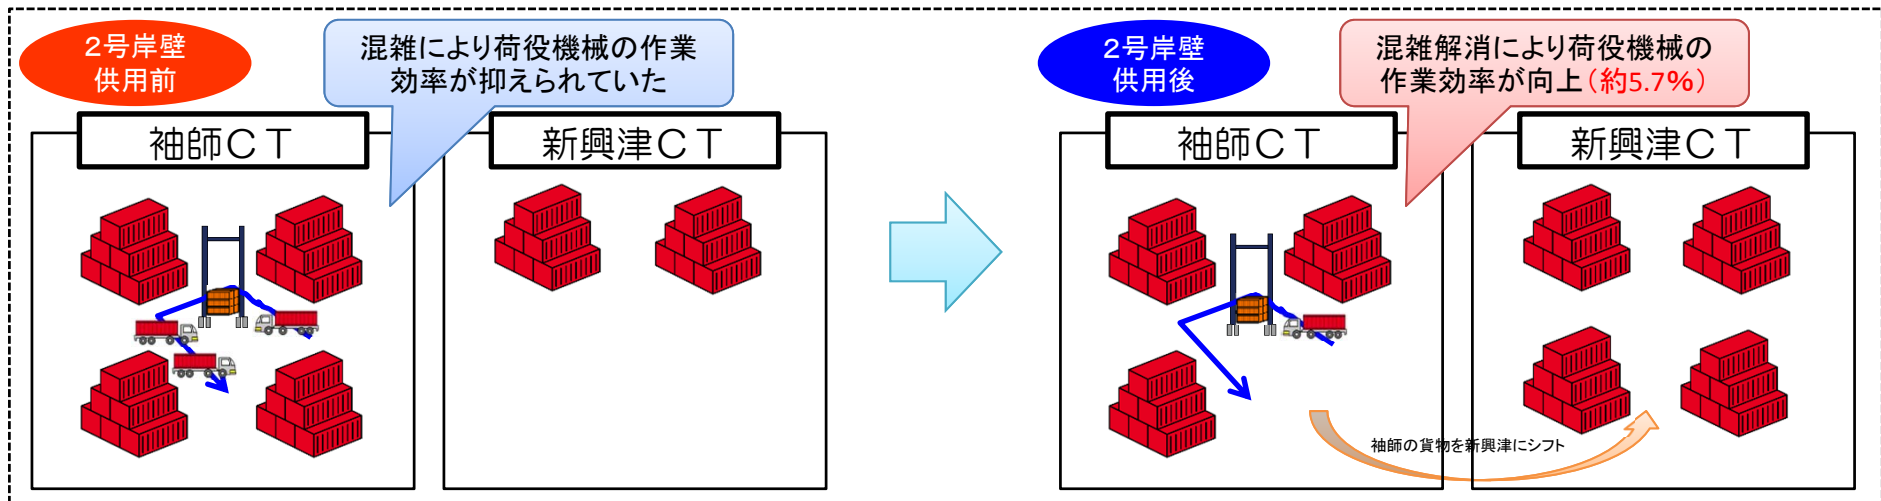 ２号岸壁
供用前
混雑により荷役機械の作業
効率が抑えられていた
袖師ＣＴ
新興津ＣＴ
２号岸壁
供用後
混雑解消により荷役機械の
作業効率が向上（約5.7％）
袖師ＣＴ
新興津ＣＴ
袖師の貨物を新興津にシフト